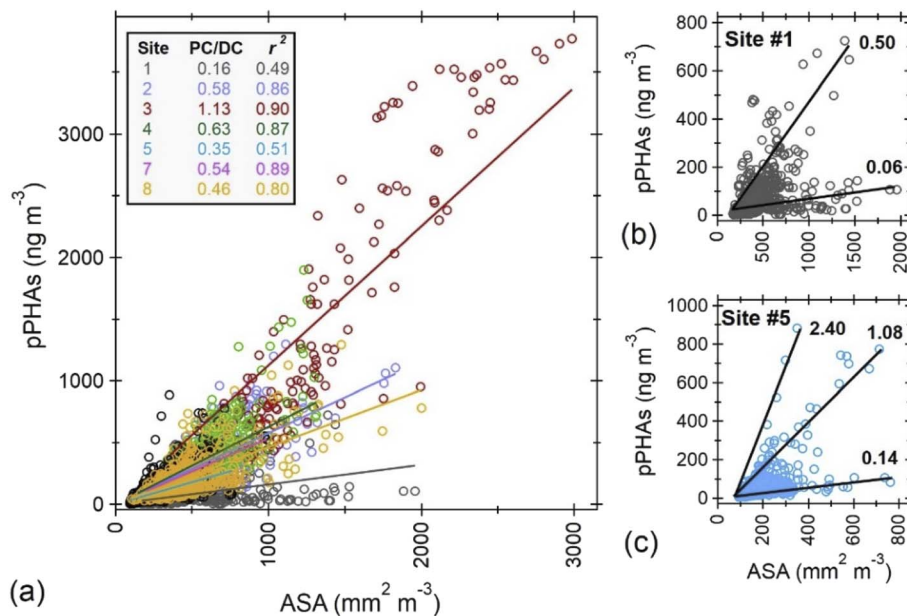 Site PC/DC r²
1 0.16 0.49
2 0.58 0.86
3 1.13 0.90
4 0.63 0.87
5 0.35 0.51
7 0.54 0.89
8 0.46 0.80
pPHAs (ng m⁻³)
3000
2000
1000
0
0
1000
2000
3000
ASA (mm² m⁻³)
(a)
Site #1
0.50
0.06
pPHAs (ng m⁻³)
800
600
400
200
0
0
500
1000
1500
2000
(b)
Site #5
2.40
1.08
0.14
pPHAs (ng m⁻³)
1000
800
600
400
200
0
0
200
400
600
800
ASA (mm² m⁻³)
(c)